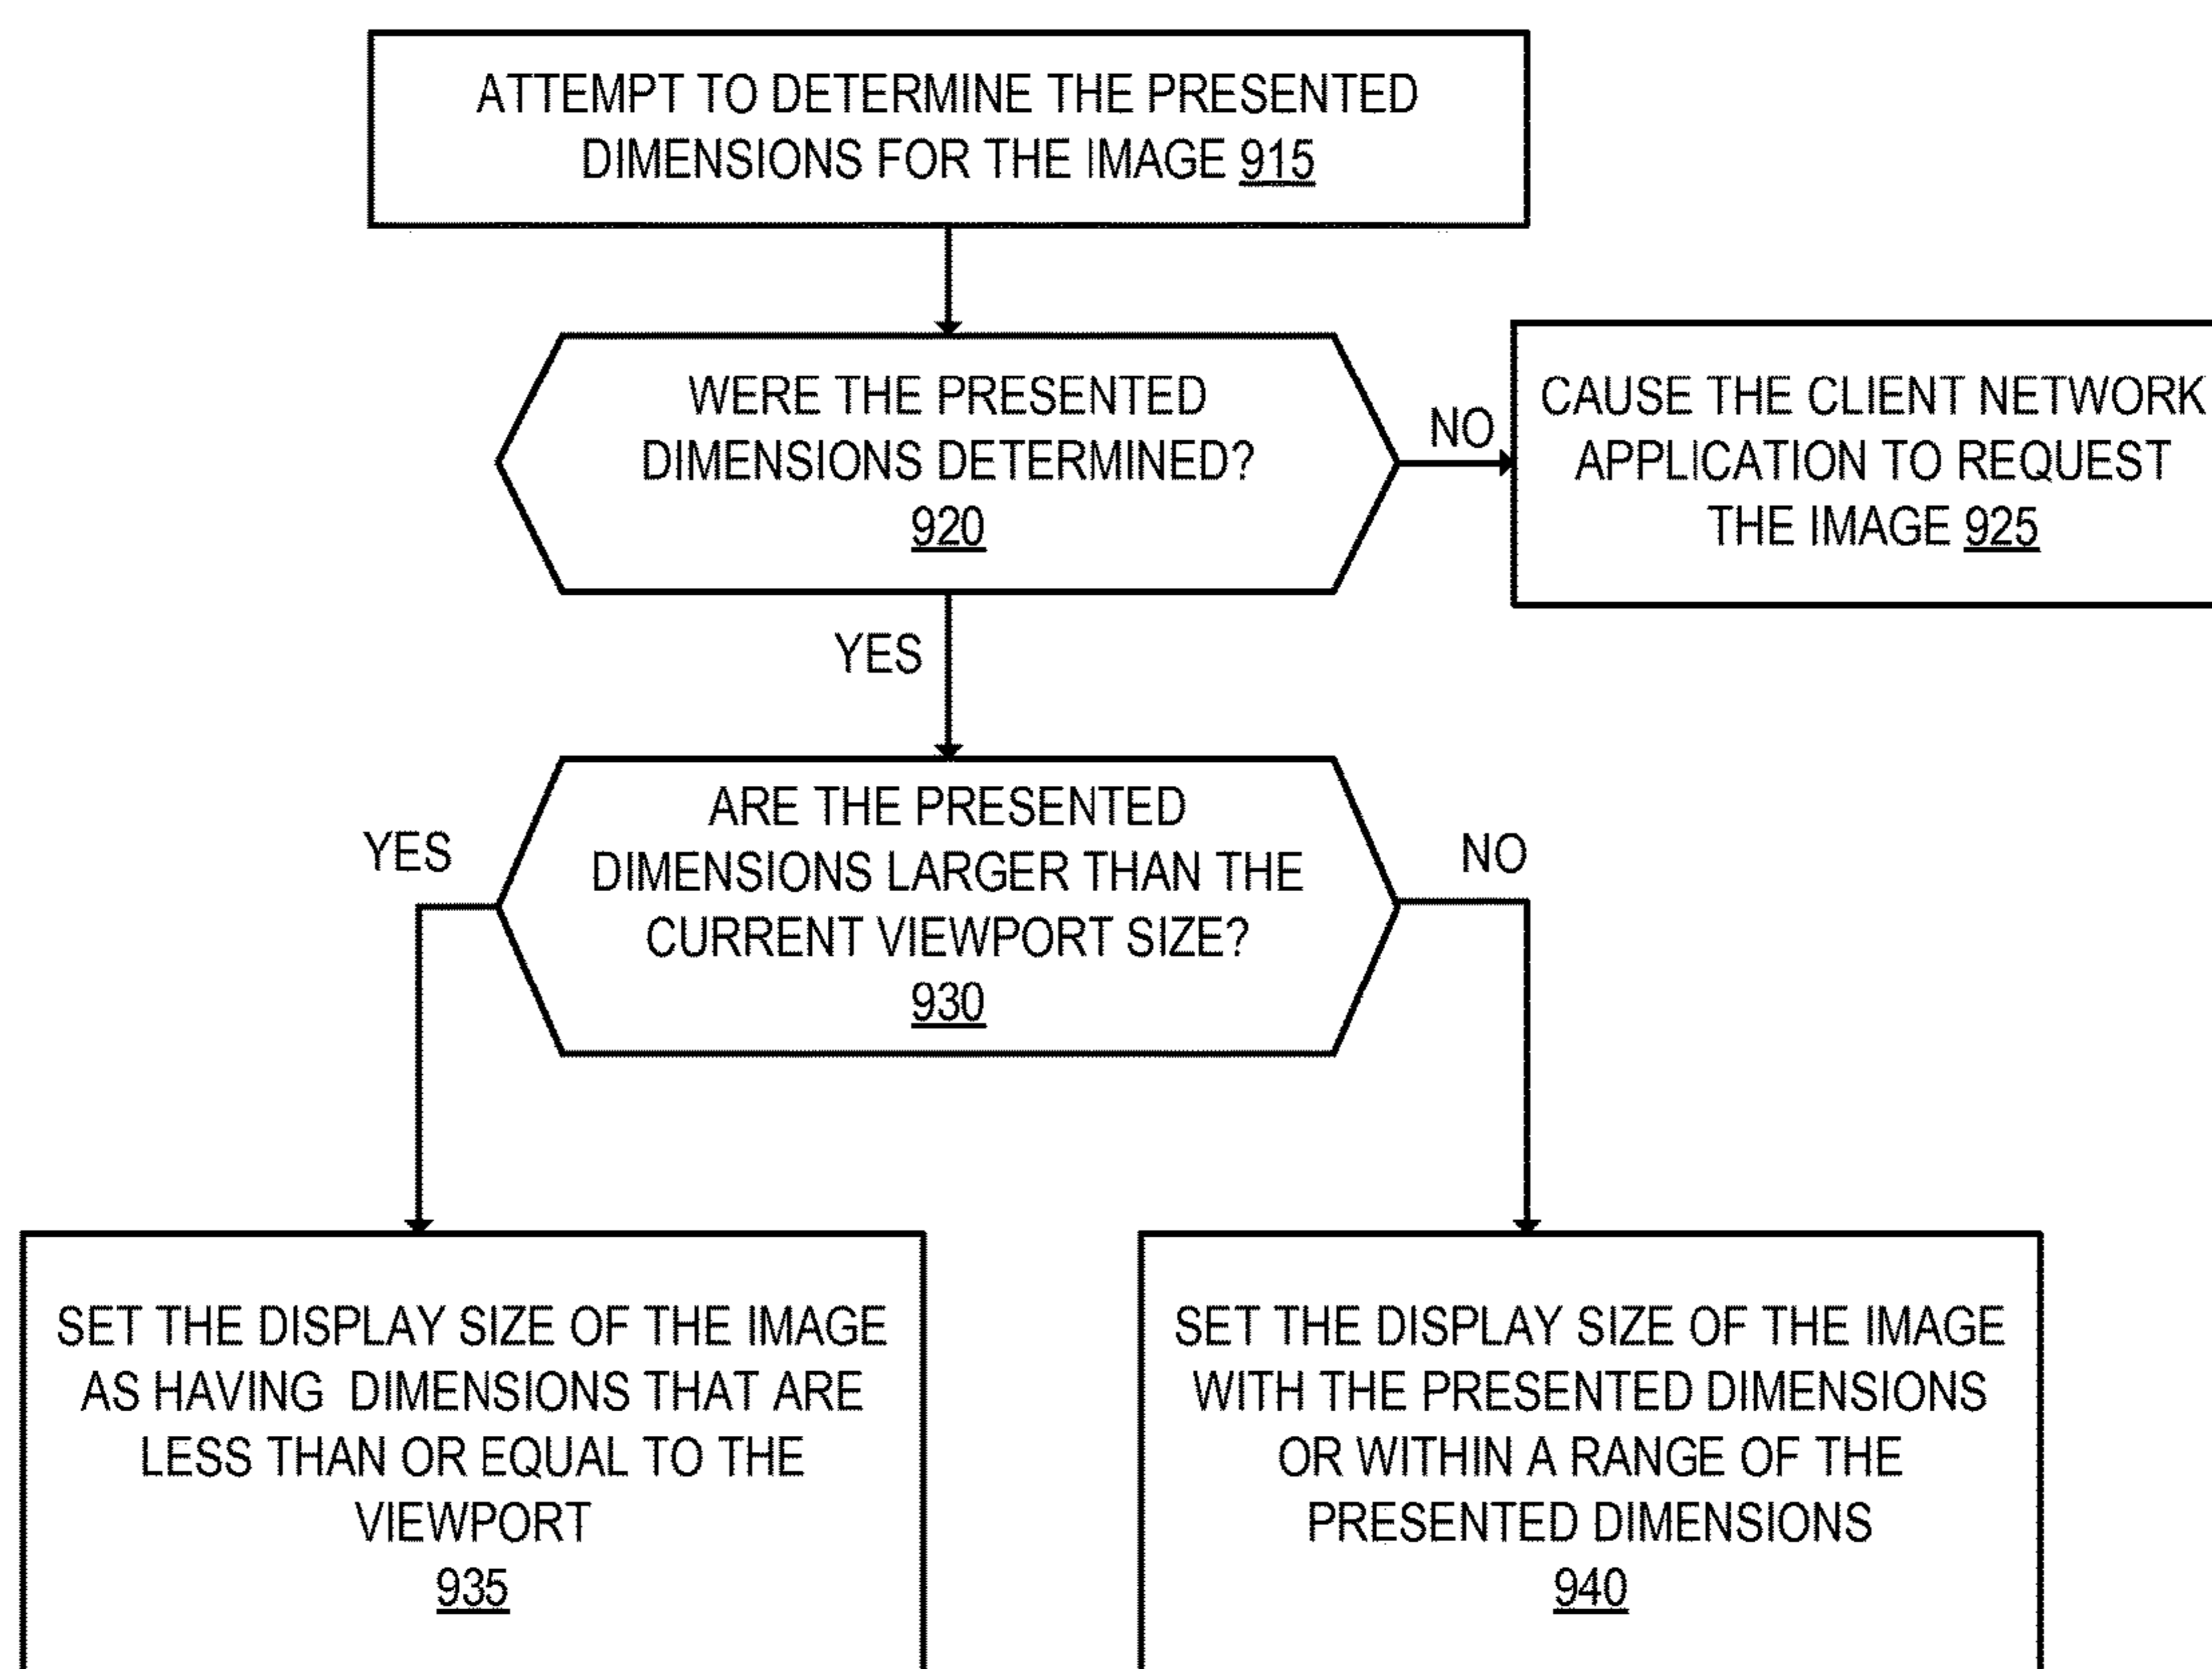 ATTEMPT TO DETERMINE THE PRESENTED
DIMENSIONS FOR THE IMAGE 915
WERE THE PRESENTED
DIMENSIONS DETERMINED?
920
NO
CAUSE THE CLIENT NETWORK
APPLICATION TO REQUEST
THE IMAGE 925
YES
ARE THE PRESENTED
DIMENSIONS LARGER THAN THE
CURRENT VIEWPORT SIZE?
930
YES
NO
SET THE DISPLAY SIZE OF THE IMAGE
AS HAVING DIMENSIONS THAT ARE
LESS THAN OR EQUAL TO THE
VIEWPORT
935
SET THE DISPLAY SIZE OF THE IMAGE
WITH THE PRESENTED DIMENSIONS
OR WITHIN A RANGE OF THE
PRESENTED DIMENSIONS
940